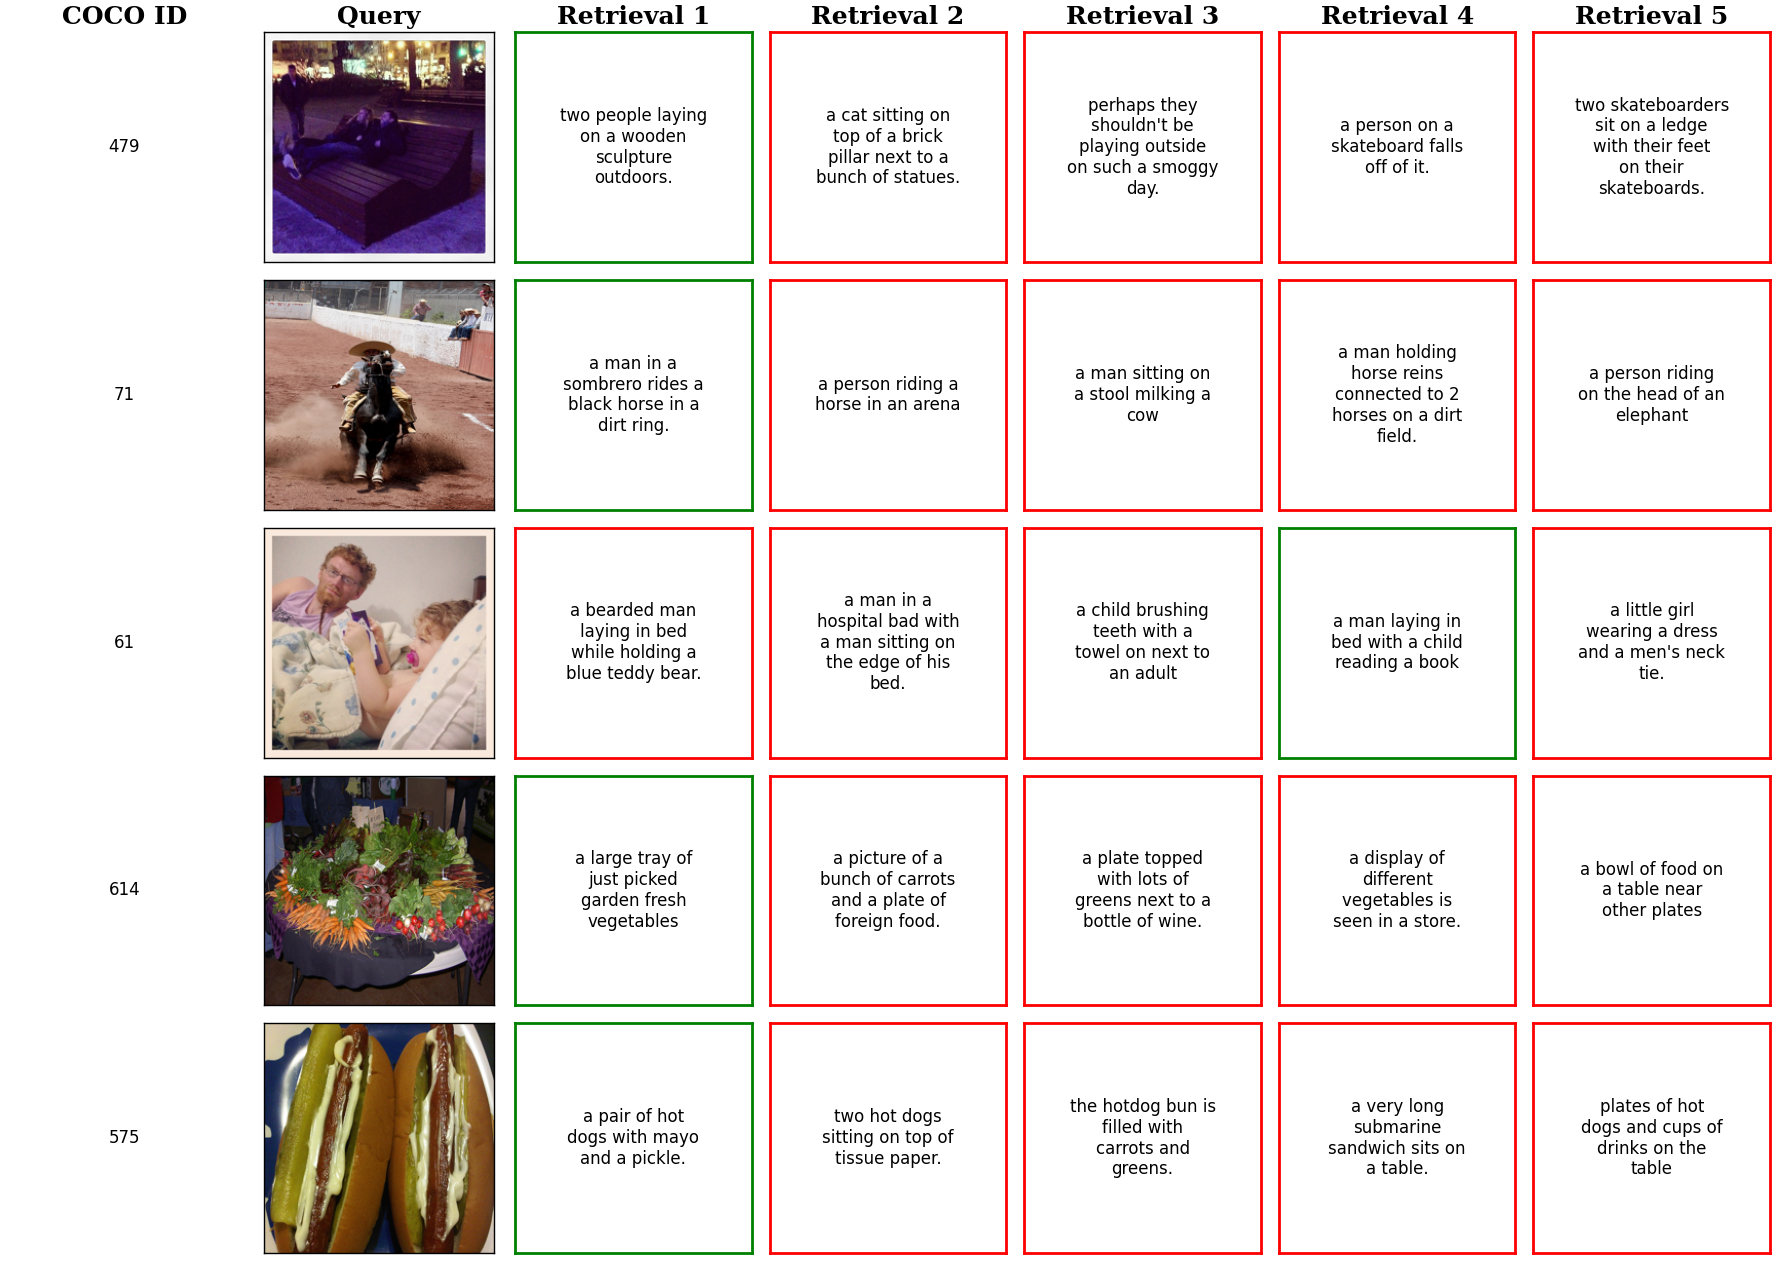 COCO ID Query Retrieval 1 Retrieval 2 Retrieval 3 Retrieval 4 Retrieval 5
479
two people laying
on a wooden
sculpture
outdoors.
a cat sitting on
top of a brick
pillar next to a
bunch of statues.
perhaps they
shouldn't be
playing outside
on such a smoggy
day.
a person on a
skateboard falls
off of it.
two skateboarders
sit on a ledge
with their feet
on their
skateboards.
71
a man in a
sombrero rides a
black horse in a
dirt ring.
a person riding a
horse in an arena
a man sitting on
a stool milking a
cow
a man holding
horse reins
connected to 2
horses on a dirt
field.
a person riding
on the head of an
elephant
61
a bearded man
laying in bed
while holding a
blue teddy bear.
a man in a
hospital bad with
a man sitting on
the edge of his
bed.
a child brushing
teeth with a
towel on next to
an adult
a man laying in
bed with a child
reading a book
a little girl
wearing a dress
and a men's neck
tie.
614
a large tray of
just picked
garden fresh
vegetables
a picture of a
bunch of carrots
and a plate of
foreign food.
a plate topped
with lots of
greens next to a
bottle of wine.
a display of
different
vegetables is
seen in a store.
a bowl of food on
a table near
other plates
575
a pair of hot
dogs with mayo
and a pickle.
two hot dogs
sitting on top of
tissue paper.
the hotdog bun is
filled with
carrots and
greens.
a very long
submarine
sandwich sits on
a table.
plates of hot
dogs and cups of
drinks on the
table